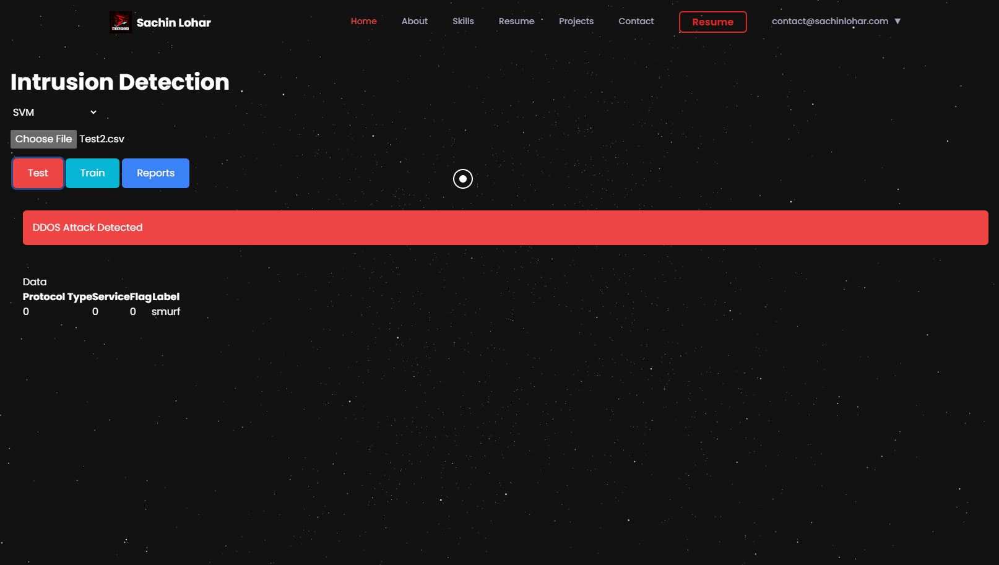 Sachin Lohar
Home About Skills Resume Projects Contact Resume contact@sachinlohar.com ▼
Intrusion Detection
SVM
Choose File Test2.csv
Test Train Reports
DDOS Attack Detected
Data
Protocol Type Service Flag Label
0 0 0 smurf